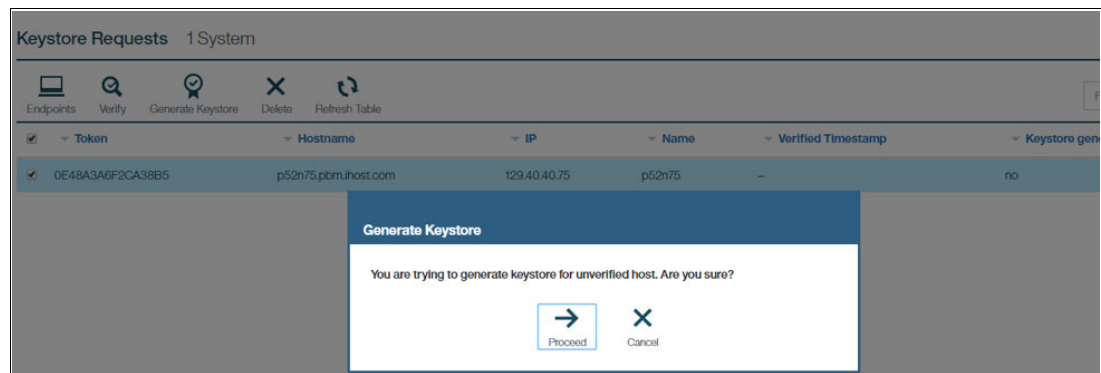 Keystore Requests 1 System
Endpoints Verify Generate Keystore Delete Refresh Table
Token Hostname IP Name Verified Timestamp Keystore gen
0E48A3A6F2CA38B5 p52n75.pbm.ihost.com 129.40.40.75 p52n75 – no
Generate Keystore
You are trying to generate keystore for unverified host. Are you sure?
Proceed Cancel